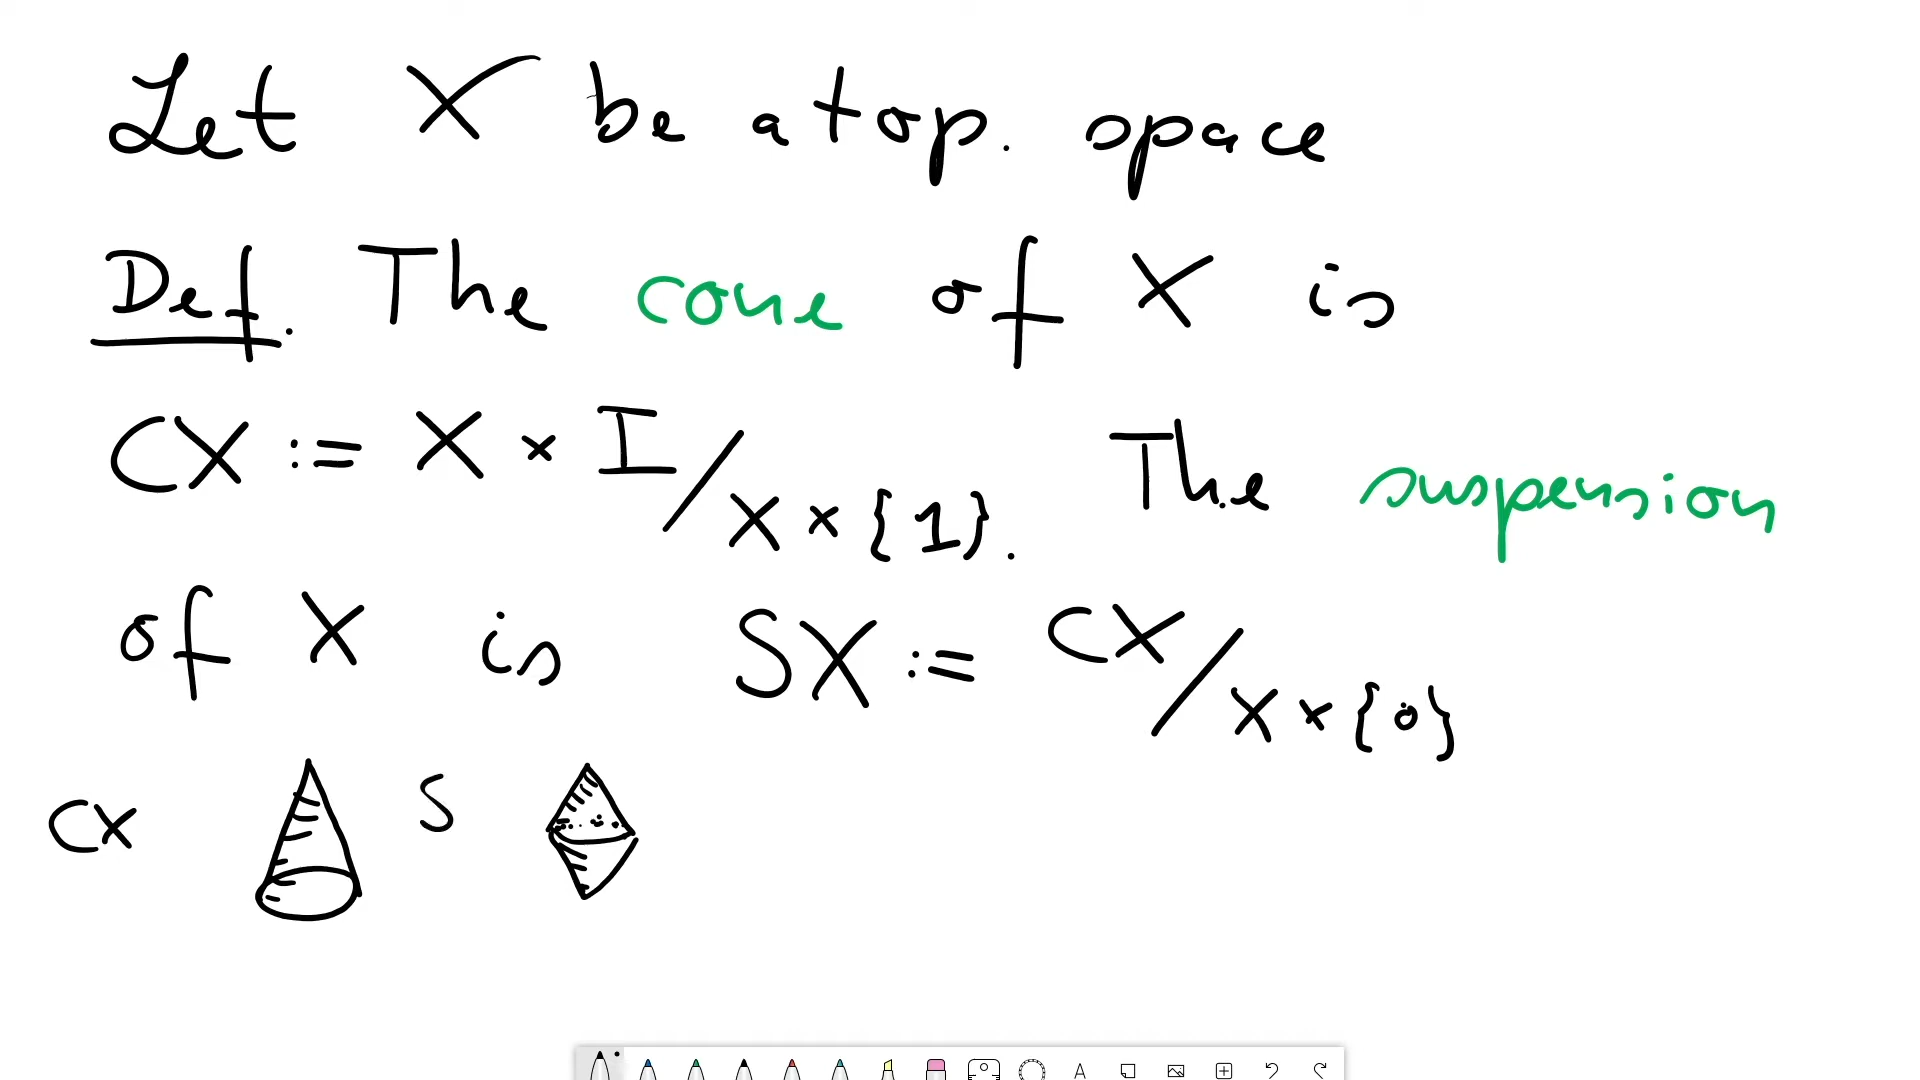 Let X be a top. space
Def. The cone of X is
CX := X × I / X × {1}. The suspension
of X is SX := CX / X × {0}
CX S
A